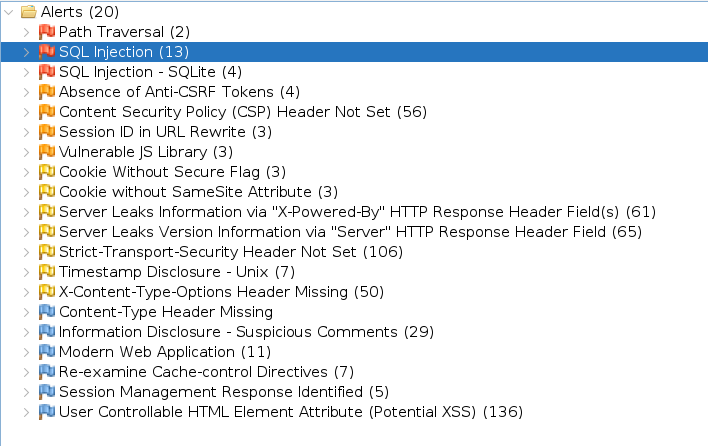 Alerts (20)
Path Traversal (2)
SQL Injection (13)
SQL Injection - SQLite (4)
Absence of Anti-CSRF Tokens (4)
Content Security Policy (CSP) Header Not Set (56)
Session ID in URL Rewrite (3)
Vulnerable JS Library (3)
Cookie Without Secure Flag (3)
Cookie without SameSite Attribute (3)
Server Leaks Information via "X-Powered-By" HTTP Response Header Field(s) (61)
Server Leaks Version Information via "Server" HTTP Response Header Field (65)
Strict-Transport-Security Header Not Set (106)
Timestamp Disclosure - Unix (7)
X-Content-Type-Options Header Missing (50)
Content-Type Header Missing
Information Disclosure - Suspicious Comments (29)
Modern Web Application (11)
Re-examine Cache-control Directives (7)
Session Management Response Identified (5)
User Controllable HTML Element Attribute (Potential XSS) (136)